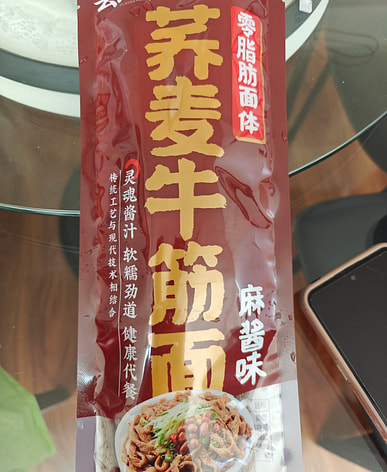 零脂肪面体
荞麦牛筋面
灵魂酱汁 软糯劲道 健康代餐
传统工艺与现代技术相结合
麻酱味